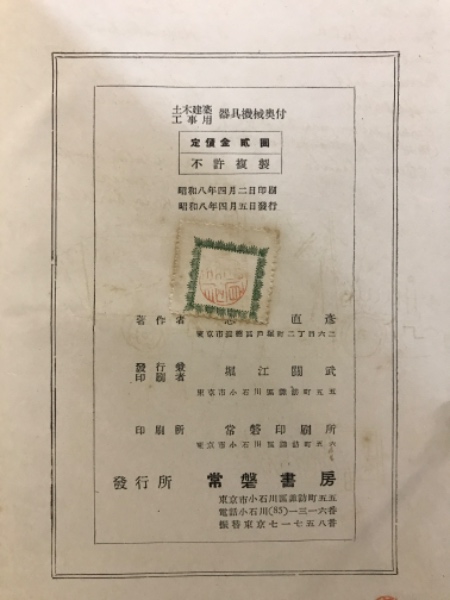 土木建築工事用 器具機械奥付
定價金貳圓
不許複製
昭和八年四月二日印刷
昭和八年四月五日發行
著作者 直彦
發行兼印刷者 堀江關武
東京市小石川區諏訪町五五
印刷所 常磐印刷所
東京市小石川區諏訪町五六
發行所 常磐書房
東京市小石川區諏訪町五五
電話小石川(85)一三一六番
振替東京七一七五八番